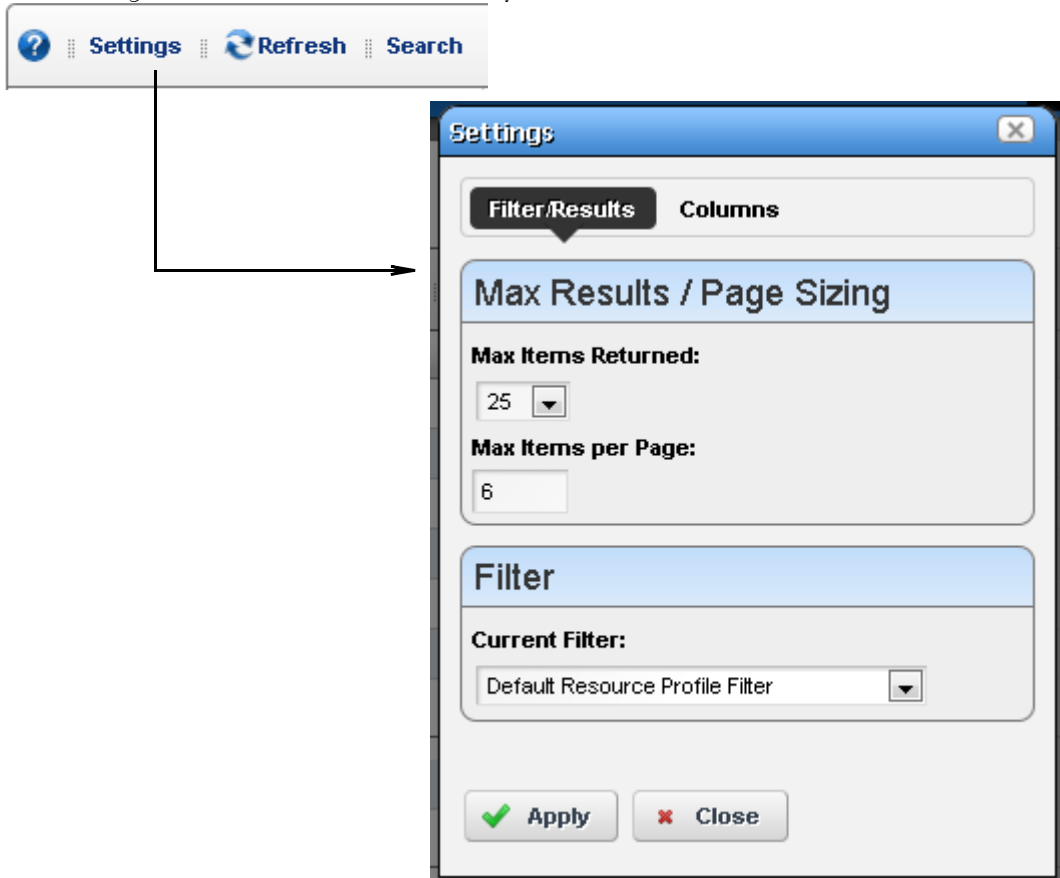 Settings Refresh Search
Settings
Filter/Results Columns
Max Results / Page Sizing
Max Items Returned:
25
Max Items per Page:
6
Filter
Current Filter:
Default Resource Profile Filter
Apply Close